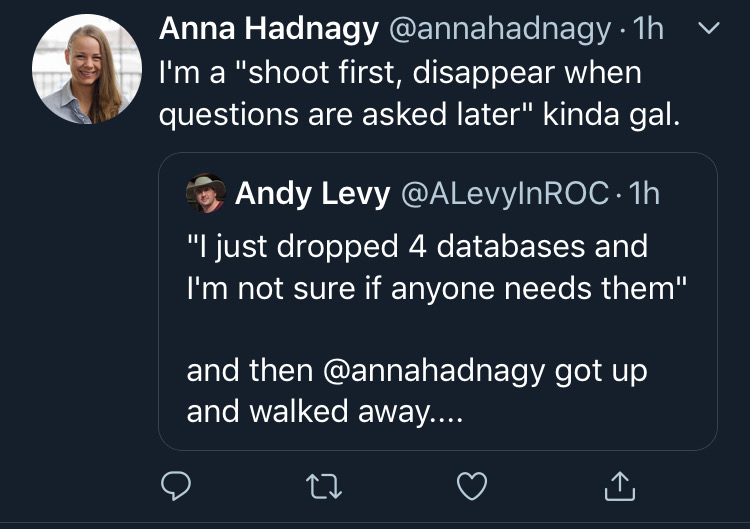 Anna Hadnagy @annahadnagy · 1h
I'm a "shoot first, disappear when
questions are asked later" kinda gal.
Andy Levy @ALevyInROC · 1h
"I just dropped 4 databases and
I'm not sure if anyone needs them"
and then @annahadnagy got up
and walked away....